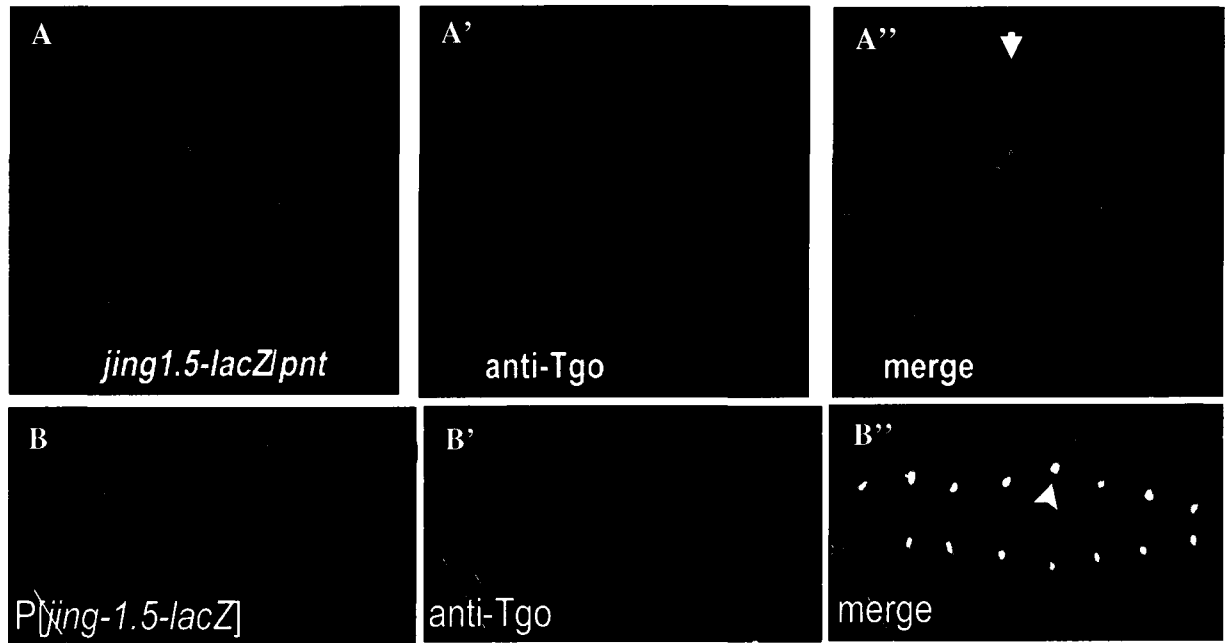 A
A'
A''
jing1.5-lacZ/pnt
anti-Tgo
merge
B
B'
B''
P[jing-1.5-lacZ]
anti-Tgo
merge